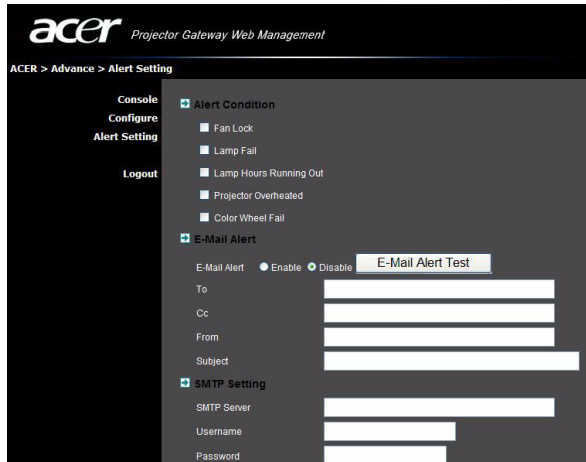 acer Projector Gateway Web Management
ACER > Advance > Alert Setting
Console
Configure
Alert Setting
Logout
Alert Condition
Fan Lock
Lamp Fail
Lamp Hours Running Out
Projector Overheated
Color Wheel Fail
E-Mail Alert
E-Mail Alert Enable Disable E-Mail Alert Test
To
Cc
From
Subject
SMTP Setting
SMTP Server
Username
Password